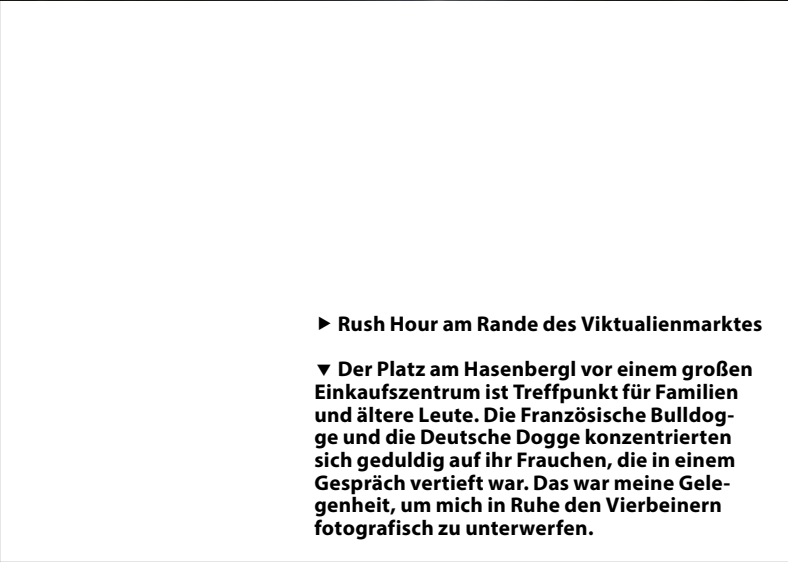 ▶ Rush Hour am Rande des Viktualienmarktes
▼ Der Platz am Hasenbergl vor einem großen
Einkaufszentrum ist Treffpunkt für Familien
und ältere Leute. Die Französische Bulldog-
ge und die Deutsche Dogge konzentrierten
sich geduldig auf ihr Frauchen, die in einem
Gespräch vertieft war. Das war meine Gele-
genheit, um mich in Ruhe den Vierbeinern
fotografisch zu unterwerfen.